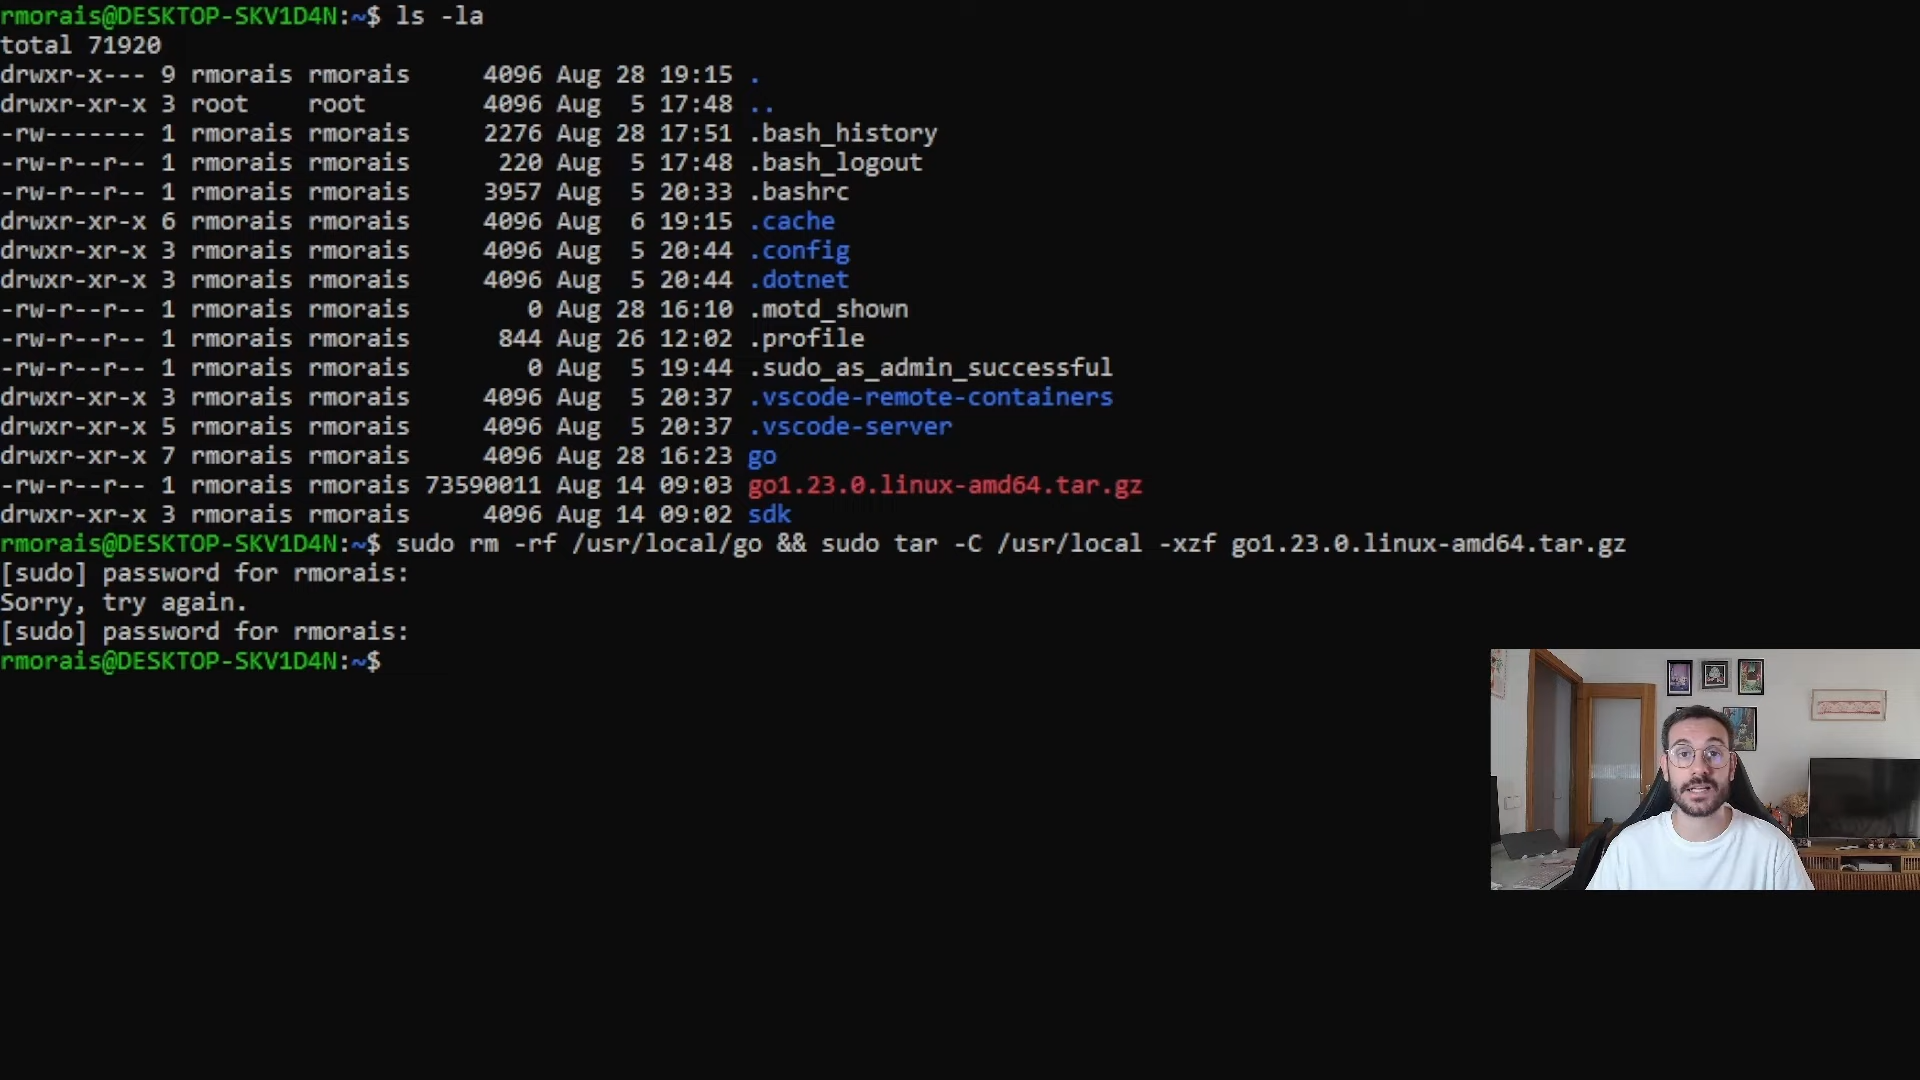 rmorais@DESKTOP-SKV1D4N:~$ ls -la
total 71920
drwxr-x--- 9 rmorais rmorais     4096 Aug 28 19:15 .
drwxr-xr-x 3 root    root        4096 Aug  5 17:48 ..
-rw------- 1 rmorais rmorais     2276 Aug 28 17:51 .bash_history
-rw-r--r-- 1 rmorais rmorais      220 Aug  5 17:48 .bash_logout
-rw-r--r-- 1 rmorais rmorais     3957 Aug  5 20:33 .bashrc
drwxr-xr-x 6 rmorais rmorais     4096 Aug  6 19:15 .cache
drwxr-xr-x 3 rmorais rmorais     4096 Aug  5 20:44 .config
drwxr-xr-x 3 rmorais rmorais     4096 Aug  5 20:44 .dotnet
-rw-r--r-- 1 rmorais rmorais        0 Aug 28 16:10 .motd_shown
-rw-r--r-- 1 rmorais rmorais      844 Aug 26 12:02 .profile
-rw-r--r-- 1 rmorais rmorais        0 Aug  5 19:44 .sudo_as_admin_successful
drwxr-xr-x 3 rmorais rmorais     4096 Aug  5 20:37 .vscode-remote-containers
drwxr-xr-x 5 rmorais rmorais     4096 Aug  5 20:37 .vscode-server
drwxr-xr-x 7 rmorais rmorais     4096 Aug 28 16:23 go
-rw-r--r-- 1 rmorais rmorais 73590011 Aug 14 09:03 go1.23.0.linux-amd64.tar.gz
drwxr-xr-x 3 rmorais rmorais     4096 Aug 14 09:02 sdk
rmorais@DESKTOP-SKV1D4N:~$ sudo rm -rf /usr/local/go && sudo tar -C /usr/local -xzf go1.23.0.linux-amd64.tar.gz
[sudo] password for rmorais:
Sorry, try again.
[sudo] password for rmorais:
rmorais@DESKTOP-SKV1D4N:~$